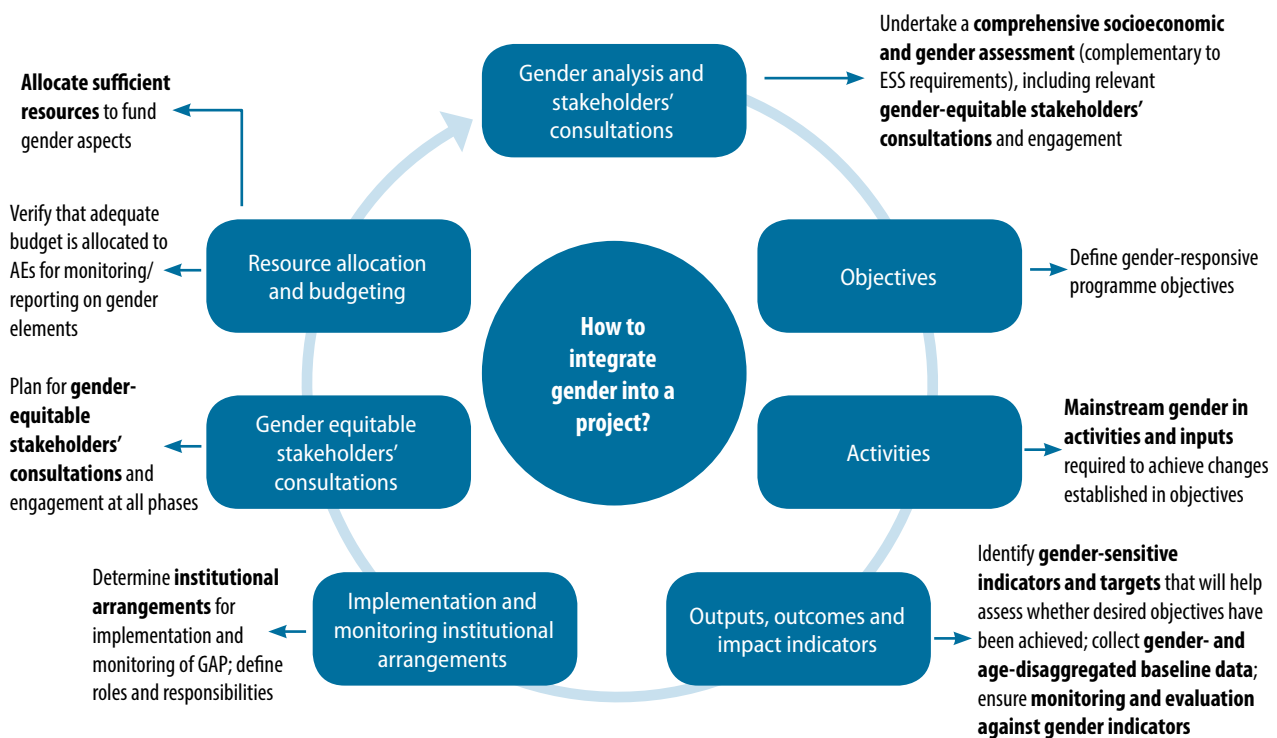 Gender analysis and
stakeholders’
consultations
Undertake a comprehensive socioeconomic
and gender assessment (complementary to
ESS requirements), including relevant
gender-equitable stakeholders’
consultations and engagement
Objectives
Define gender-responsive
programme objectives
Activities
Mainstream gender in
activities and inputs
required to achieve changes
established in objectives
Outputs, outcomes and
impact indicators
Identify gender-sensitive
indicators and targets that will help
assess whether desired objectives have
been achieved; collect gender- and
age-disaggregated baseline data;
ensure monitoring and evaluation
against gender indicators
Implementation and
monitoring institutional
arrangements
Determine institutional
arrangements for
implementation and
monitoring of GAP; define
roles and responsibilities
Gender equitable
stakeholders’
consultations
Plan for gender-
equitable
stakeholders’
consultations and
engagement at all phases
Resource allocation
and budgeting
Allocate sufficient
resources to fund
gender aspects
Verify that adequate
budget is allocated to
AEs for monitoring/
reporting on gender
elements
How to
integrate
gender into a
project?